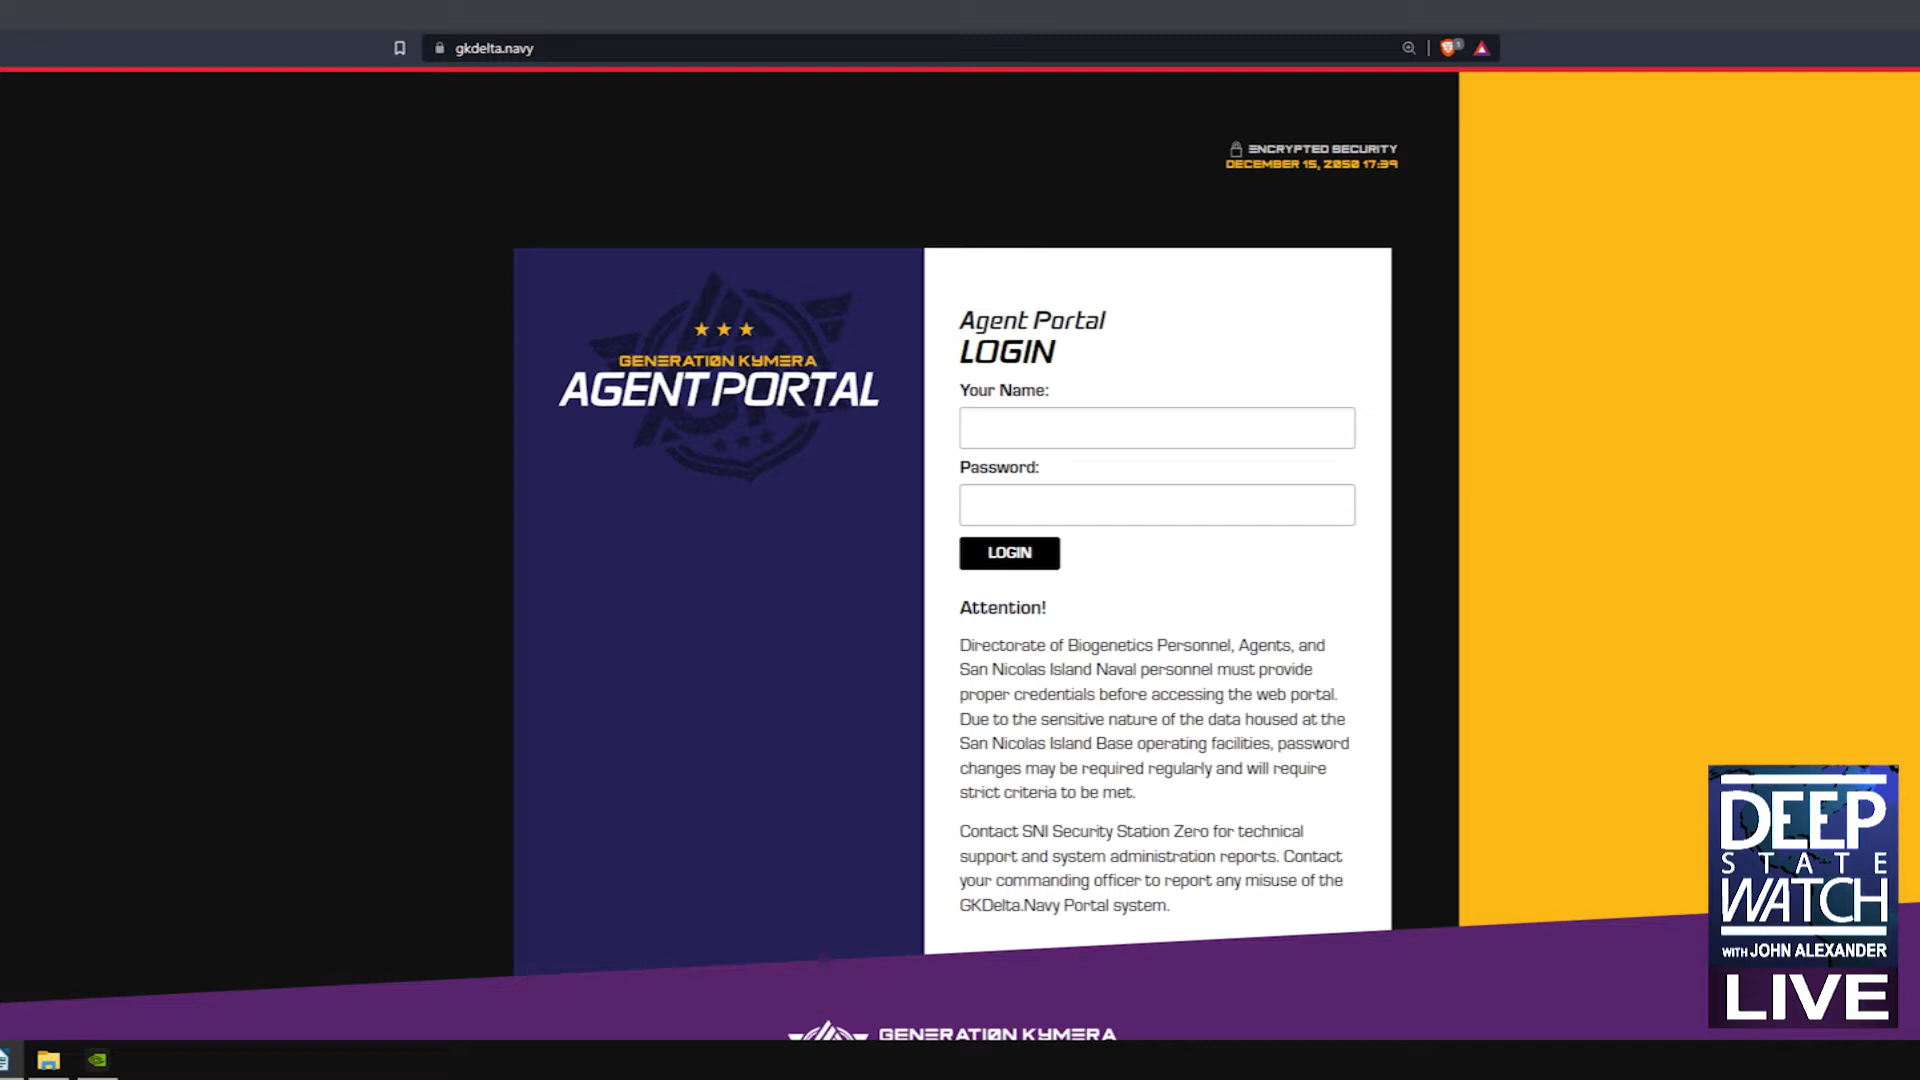 gkdelta.navy
ENCRYPTED SECURITY
DECEMBER 15, 2050 17:39
GENERATION KYMERA
AGENT PORTAL
Agent Portal
LOGIN
Your Name:
Password:
LOGIN
Attention!
Directorate of Biogenetics Personnel, Agents, and
San Nicolas Island Naval personnel must provide
proper credentials before accessing the web portal.
Due to the sensitive nature of the data housed at the
San Nicolas Island Base operating facilities, password
changes may be required regularly and will require
strict criteria to be met.
Contact SNI Security Station Zero for technical
support and system administration reports. Contact
your commanding officer to report any misuse of the
GKDelta.Navy Portal system.
DEEP
STATE
WATCH
WITH JOHN ALEXANDER
LIVE
GENERATION KYMERA